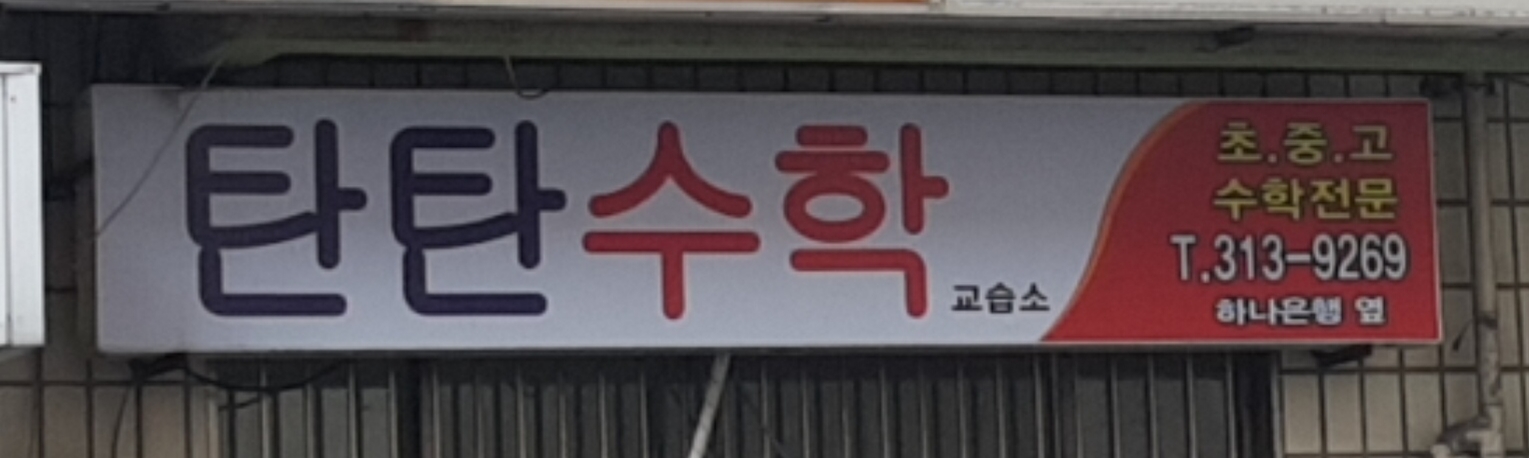 탄탄수학
교습소
초.중.고
수학전문
T.313-9269
하나은행 옆